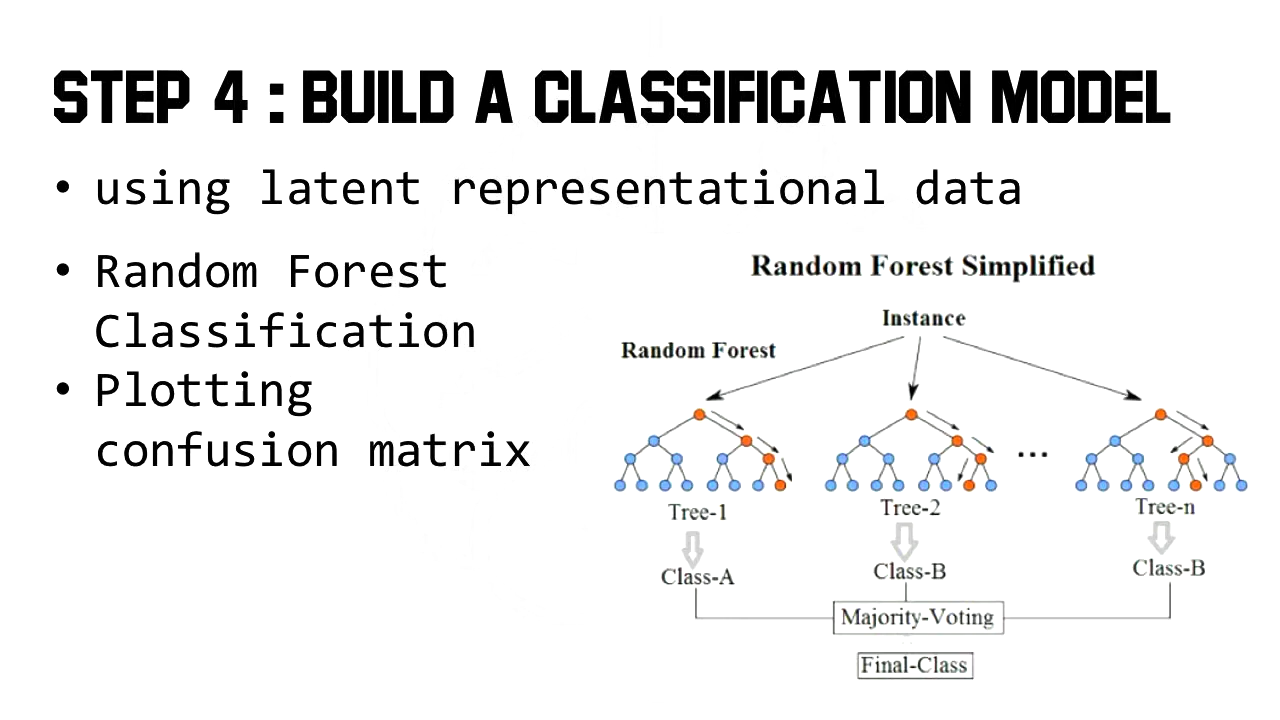 STEP 4 : BUILD A CLASSIFICATION MODEL
• using latent representational data
• Random Forest
Classification
• Plotting
confusion matrix
Random Forest Simplified
Instance
Random Forest
...
Tree-1
Tree-2
Tree-n
Class-A
Class-B
Class-B
Majority-Voting
Final-Class